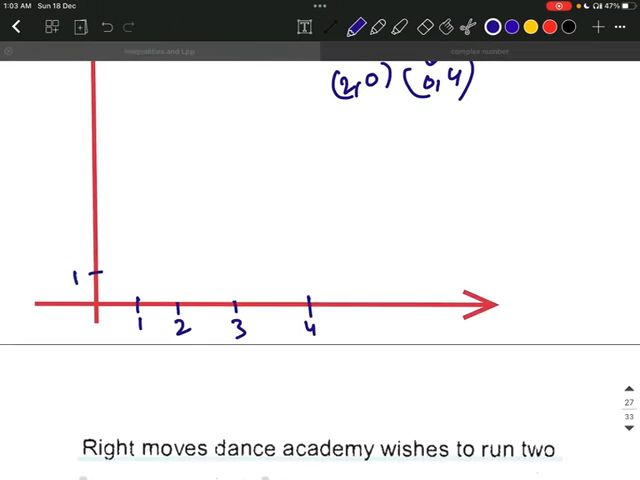 1:03 AM Sun 18 Dec
47%
Inequalities and Lpp
complex number
(2,0) (0,4)
1
1 2 3 4
27
33
Right moves dance academy wishes to run two